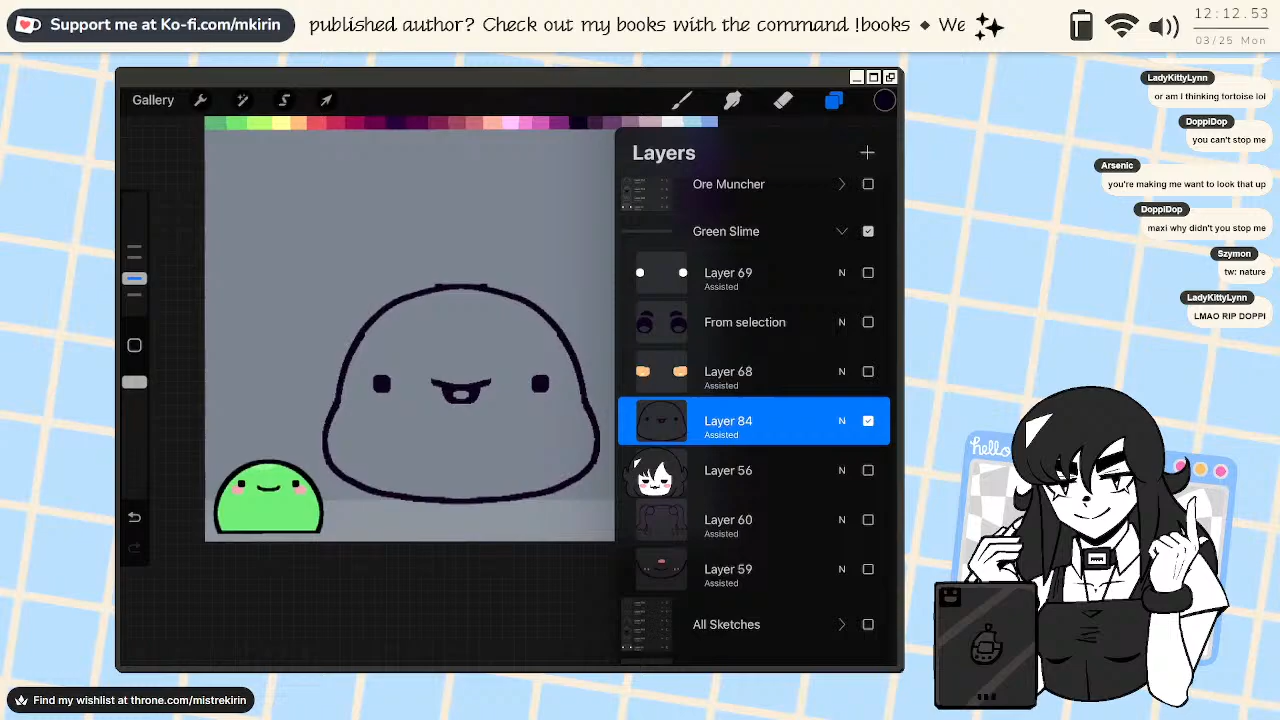 Support me at Ko-fi.com/mkirin
published author? Check out my books with the command !books ◆ We
12:12.53
03/25 Mon
Gallery
Layers
Ore Muncher
Green Slime
Layer 69 N
Assisted
From selection N
Layer 68 N
Assisted
Layer 84 N
Assisted
Layer 56 N
Layer 60 N
Assisted
Layer 59 N
Assisted
All Sketches
LadyKittyLynn
or am I thinking tortoise lol
DoppiDop
you can't stop me
Arsenic
you're making me want to look that up
DoppiDop
maxi why didn't you stop me
Szymon
tw: nature
LadyKittyLynn
LMAO RIP DOPPI
hello
Find my wishlist at throne.com/mistrekirin